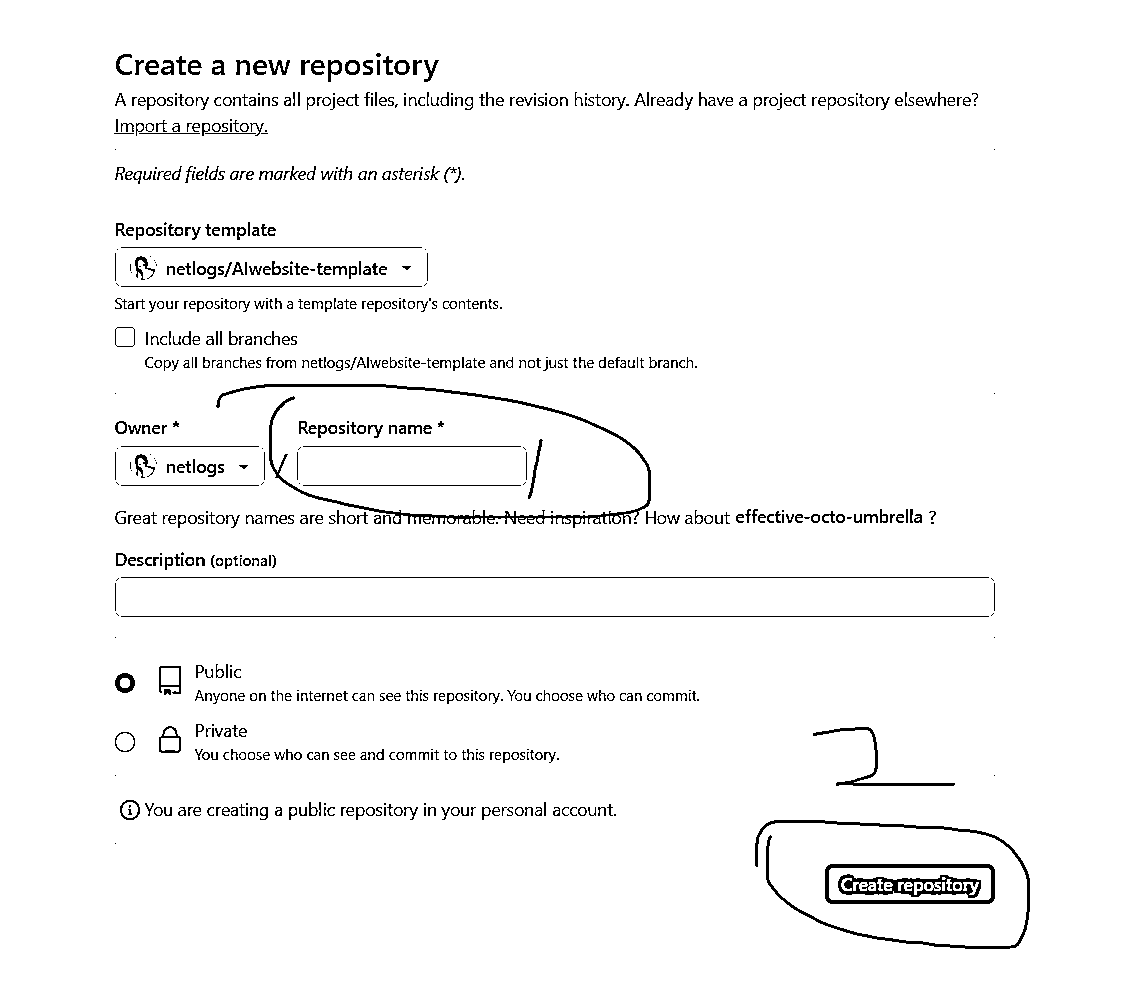 Create a new repository
A repository contains all project files, including the revision history. Already have a project repository elsewhere?
Import a repository.
Required fields are marked with an asterisk (*).
Repository template
netlogs/AIwebsite-template
Start your repository with a template repository's contents.
Include all branches
Copy all branches from netlogs/AIwebsite-template and not just the default branch.
Owner * Repository name *
netlogs /
Great repository names are short and memorable. Need inspiration? How about effective-octo-umbrella ?
Description (optional)
Public
Anyone on the internet can see this repository. You choose who can commit.
Private
You choose who can see and commit to this repository.
2
You are creating a public repository in your personal account.
Create repository